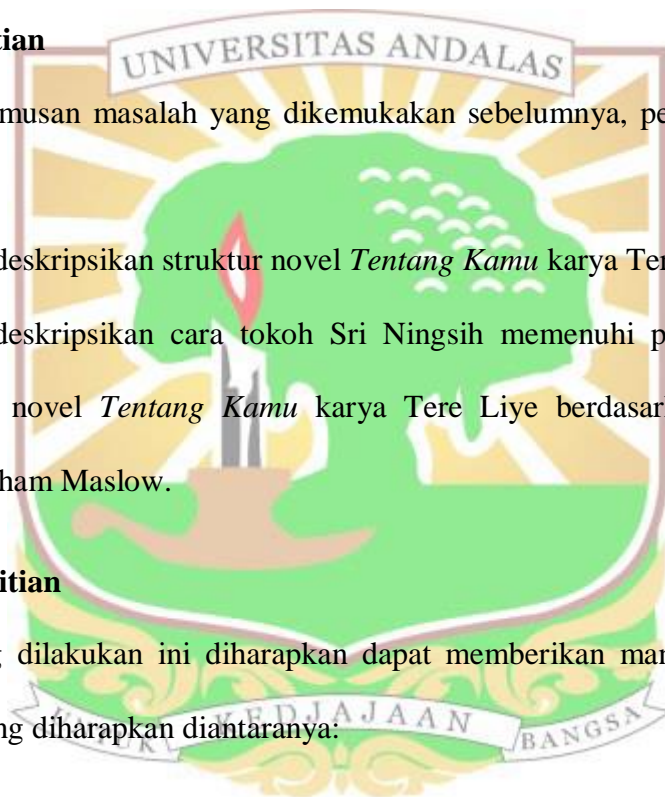 tian
UNIVERSITAS ANDALAS
musan masalah yang dikemukakan sebelumnya, pe
deskripsikan struktur novel Tentang Kamu karya Ter
deskripsikan cara tokoh Sri Ningsih memenuhi p
novel Tentang Kamu karya Tere Liye berdasar
ham Maslow.
itian
g dilakukan ini diharapkan dapat memberikan man
ng diharapkan diantaranya:
UNTUK KEDJAJAAN BANGSA